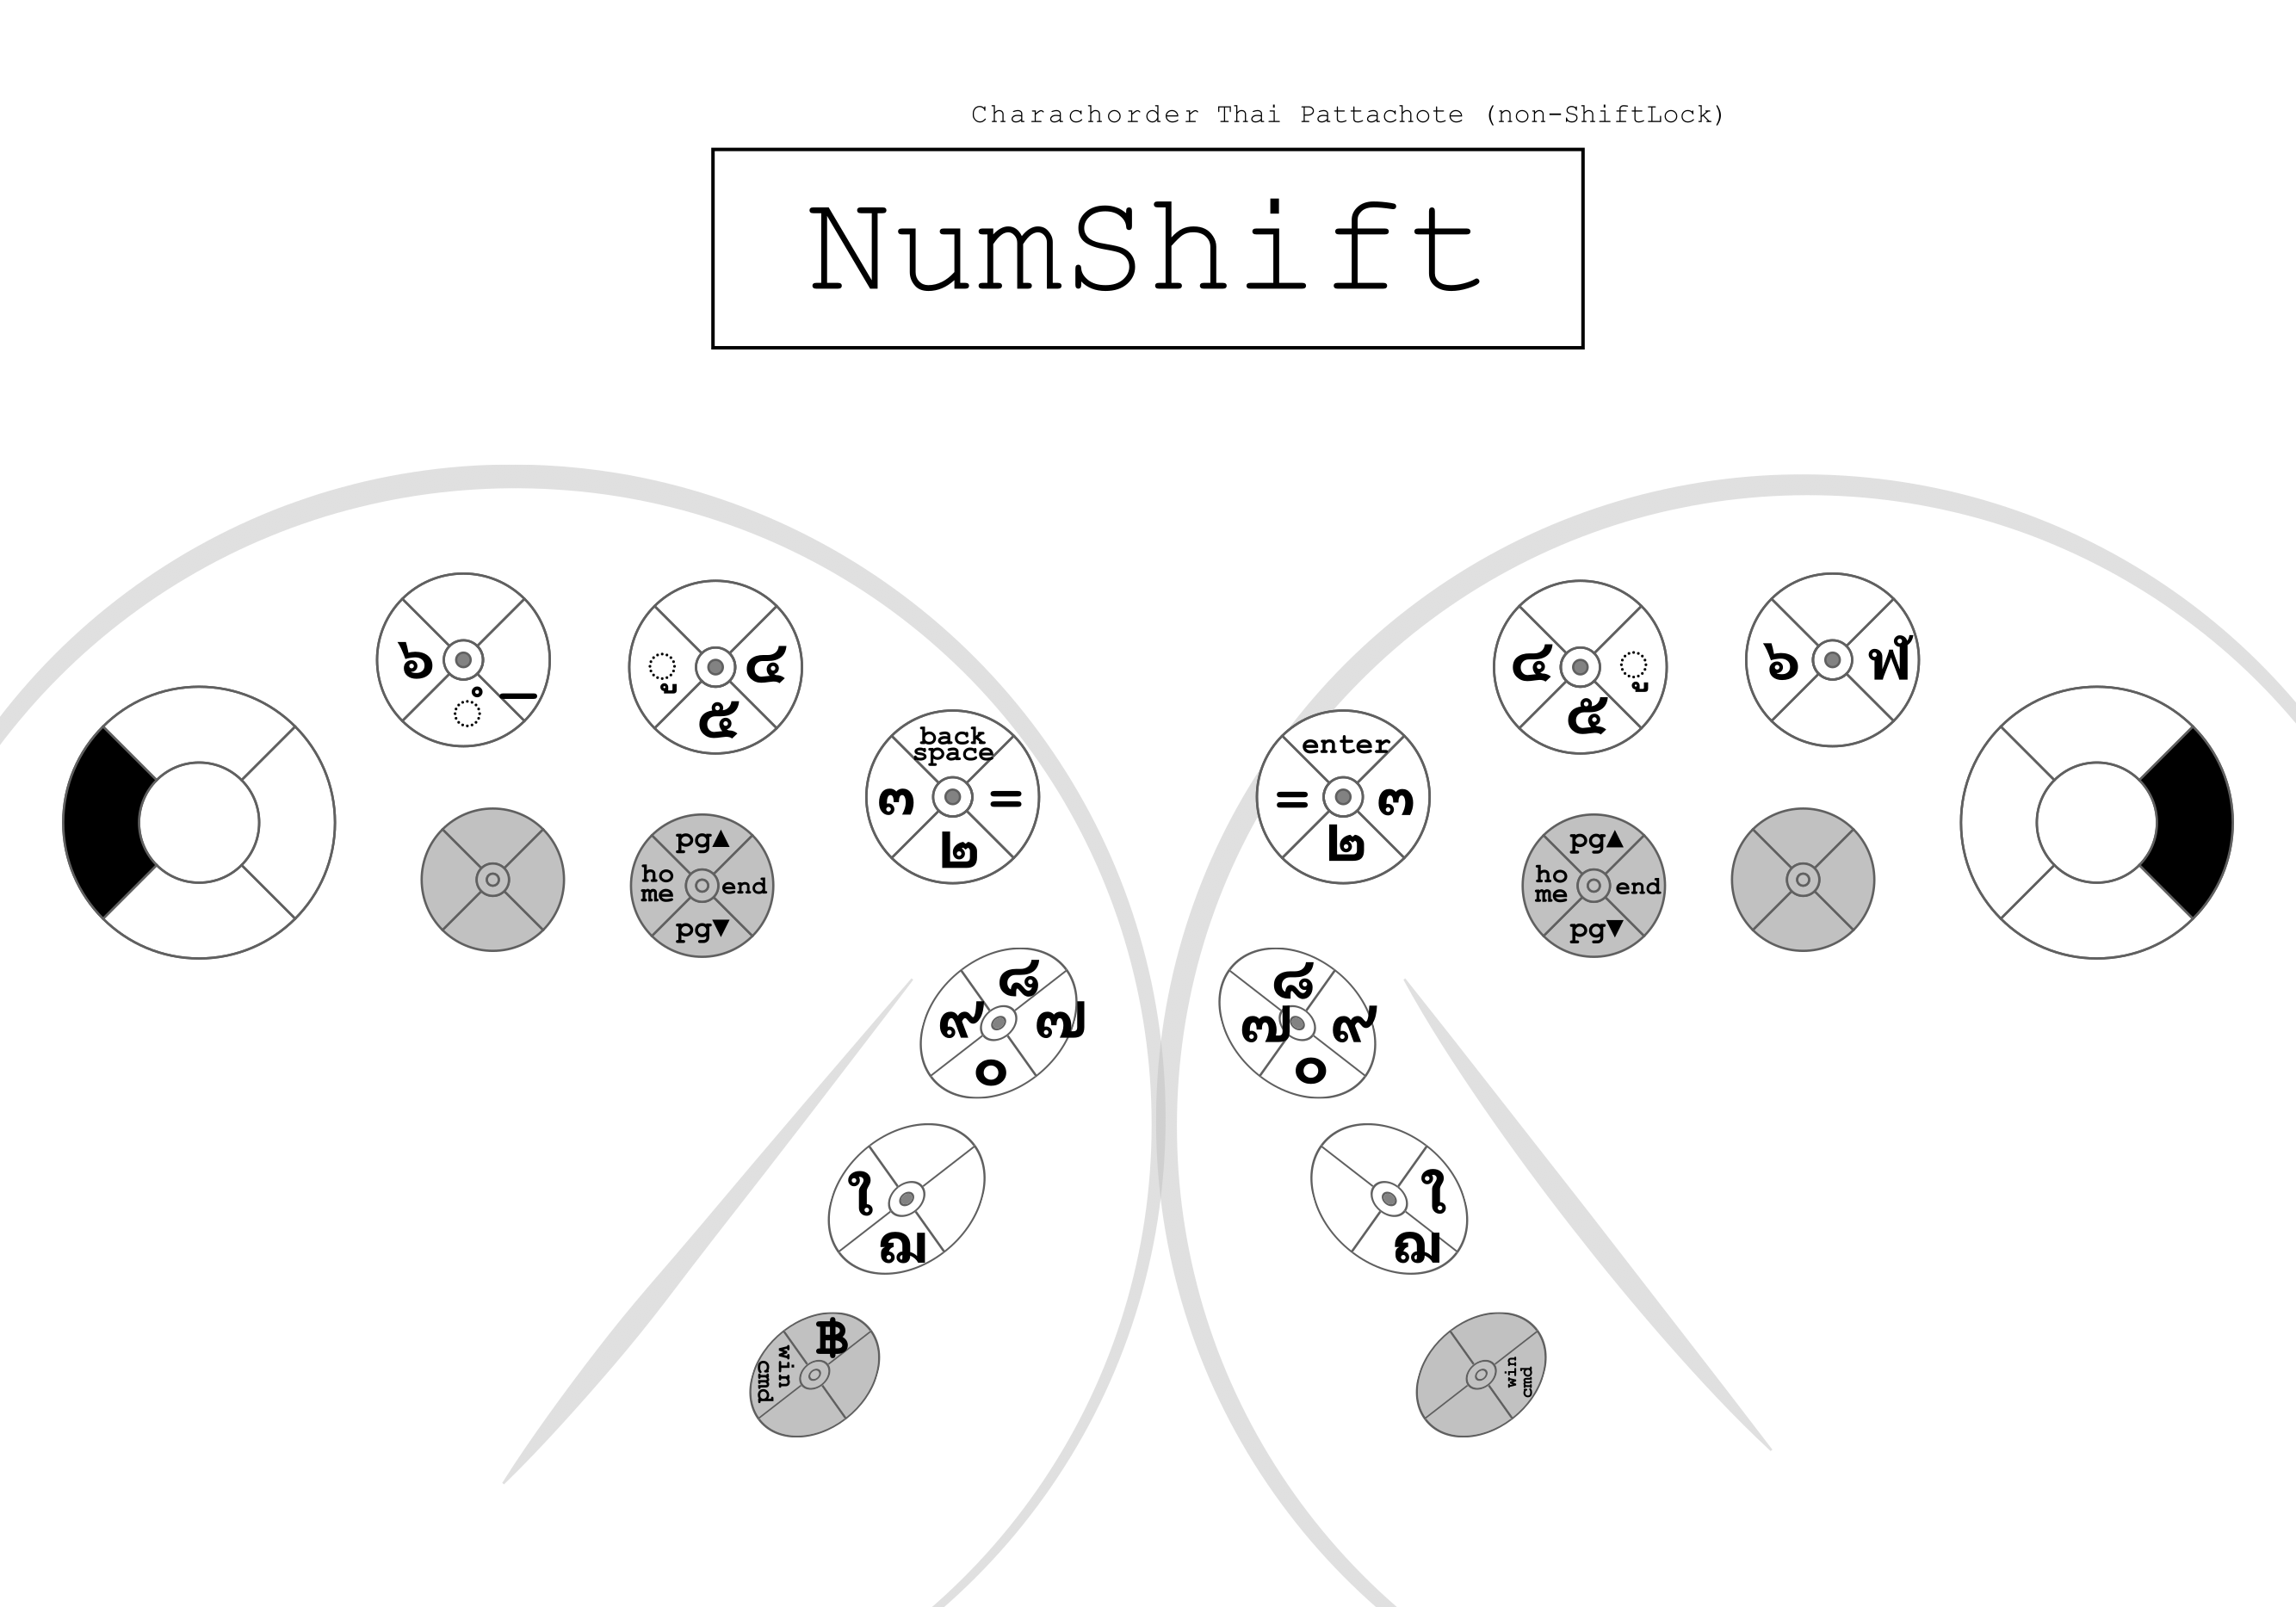 Charachorder Thai Pattachote (non-ShiftLock)
NumShift
๖
◌ํ _
◌ู ๔
๕
back
space
๓ =
๒
enter
= ๓
๒
๔ ◌ู
๕
๖ ฬ
pg▲
ho
me
end
pg▼
pg▲
ho
me
end
pg▼
๘
๙ ๗
๐
๘
๗ ๙
๐
ใ
ฌ
ใ
ฌ
฿
win
cmd
win
cmd